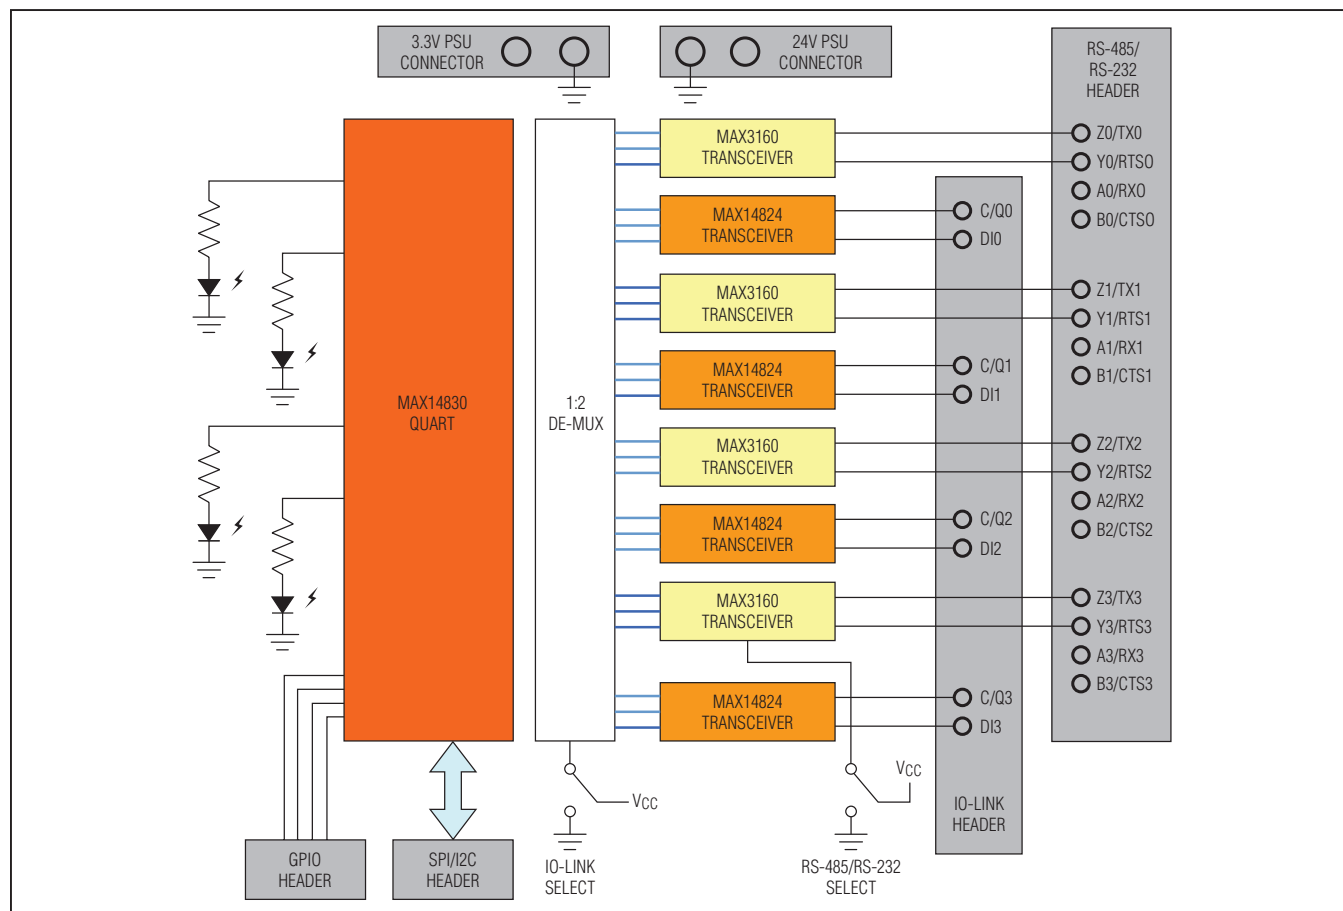 3.3V PSU
CONNECTOR
24V PSU
CONNECTOR
RS-485/
RS-232
HEADER
MAX14830
QUART
1:2
DE-MUX
MAX3160
TRANSCEIVER
MAX14824
TRANSCEIVER
MAX3160
TRANSCEIVER
MAX14824
TRANSCEIVER
MAX3160
TRANSCEIVER
MAX14824
TRANSCEIVER
MAX3160
TRANSCEIVER
MAX14824
TRANSCEIVER
C/Q0
DI0
C/Q1
DI1
C/Q2
DI2
C/Q3
DI3
IO-LINK
HEADER
Z0/TX0
Y0/RTS0
A0/RX0
B0/CTS0
Z1/TX1
Y1/RTS1
A1/RX1
B1/CTS1
Z2/TX2
Y2/RTS2
A2/RX2
B2/CTS2
Z3/TX3
Y3/RTS3
A3/RX3
B3/CTS3
GPIO
HEADER
SPI/I2C
HEADER
VCC
IO-LINK
SELECT
VCC
RS-485/RS-232
SELECT